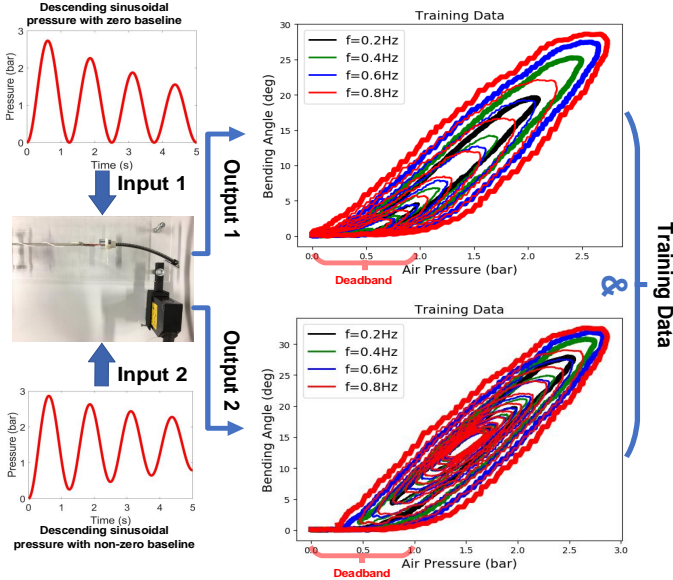 Descending sinusoidal
pressure with zero baseline
Pressure (bar)
3
2
1
0
0 1 2 3 4 5
Time (s)
Input 1
Output 1
Training Data
Bending Angle (deg)
30
25
20
15
10
5
0
f=0.2Hz
f=0.4Hz
f=0.6Hz
f=0.8Hz
0.0 0.5 1.0 1.5 2.0 2.5
Air Pressure (bar)
Deadband
&
Training Data
Input 2
Output 2
Pressure (bar)
3
2
1
0
0 1 2 3 4 5
Time (s)
Descending sinusoidal
pressure with non-zero baseline
Training Data
Bending Angle (deg)
30
25
20
15
10
5
0
f=0.2Hz
f=0.4Hz
f=0.6Hz
f=0.8Hz
0.0 0.5 1.0 1.5 2.0 2.5 3.0
Air Pressure (bar)
Deadband